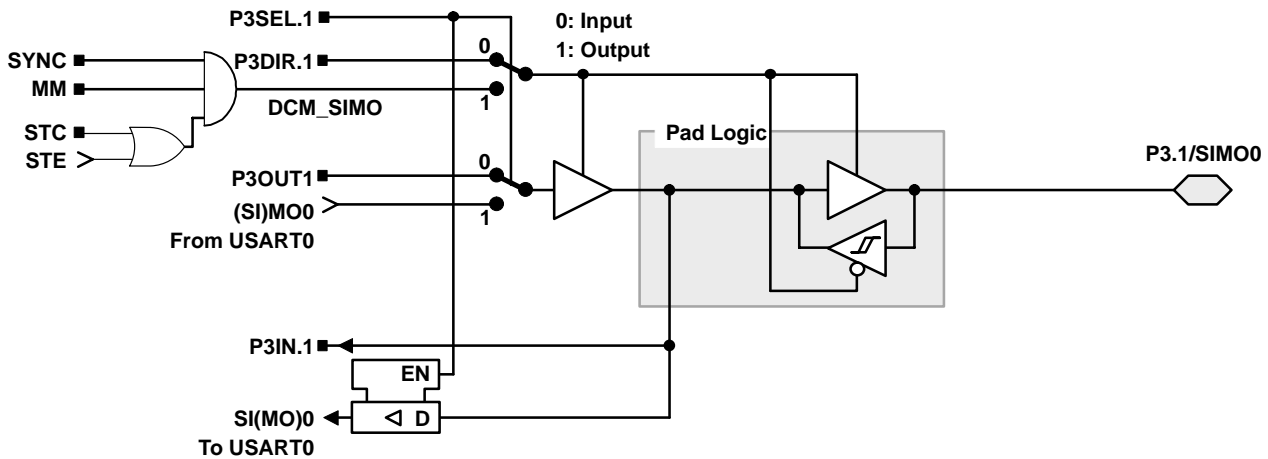 P3SEL.1
0: Input
1: Output
SYNC
P3DIR.1
0
MM
1
DCM_SIMO
STC
STE
Pad Logic
P3.1/SIMO0
0
P3OUT1
(SI)MO0
1
From USART0
P3IN.1
EN
SI(MO)0
D
To USART0